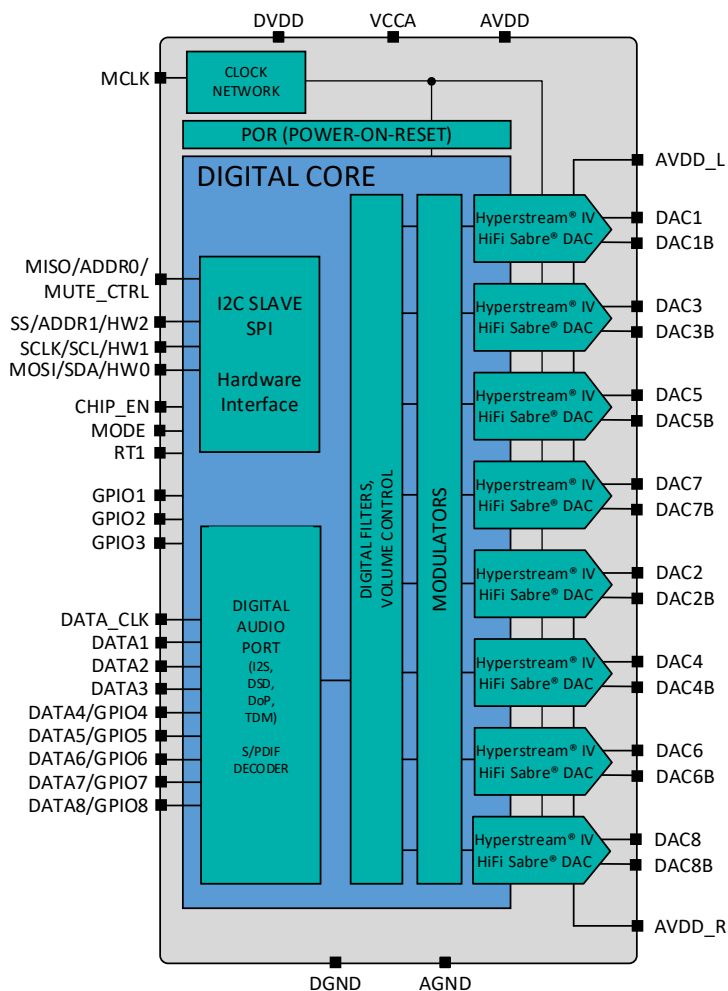 DVDD
VCCA
AVDD
MCLK
CLOCK
NETWORK
POR (POWER-ON-RESET)
DIGITAL CORE
AVDD_L
MISO/ADDR0/
MUTE_CTRL
SS/ADDR1/HW2
SCLK/SCL/HW1
MOSI/SDA/HW0
CHIP_EN
MODE
RT1
GPIO1
GPIO2
GPIO3
DATA_CLK
DATA1
DATA2
DATA3
DATA4/GPIO4
DATA5/GPIO5
DATA6/GPIO6
DATA7/GPIO7
DATA8/GPIO8
I2C SLAVE
SPI
Hardware
Interface
DIGITAL
AUDIO
PORT
(I2S,
DSD,
DoP,
TDM)
S/PDIF
DECODER
DIGITAL FILTERS,
VOLUME CONTROL
MODULATORS
Hyperstream® IV
HiFi Sabre® DAC
DAC1
DAC1B
Hyperstream® IV
HiFi Sabre® DAC
DAC3
DAC3B
Hyperstream® IV
HiFi Sabre® DAC
DAC5
DAC5B
Hyperstream® IV
HiFi Sabre® DAC
DAC7
DAC7B
Hyperstream® IV
HiFi Sabre® DAC
DAC2
DAC2B
Hyperstream® IV
HiFi Sabre® DAC
DAC4
DAC4B
Hyperstream® IV
HiFi Sabre® DAC
DAC6
DAC6B
Hyperstream® IV
HiFi Sabre® DAC
DAC8
DAC8B
AVDD_R
DGND
AGND